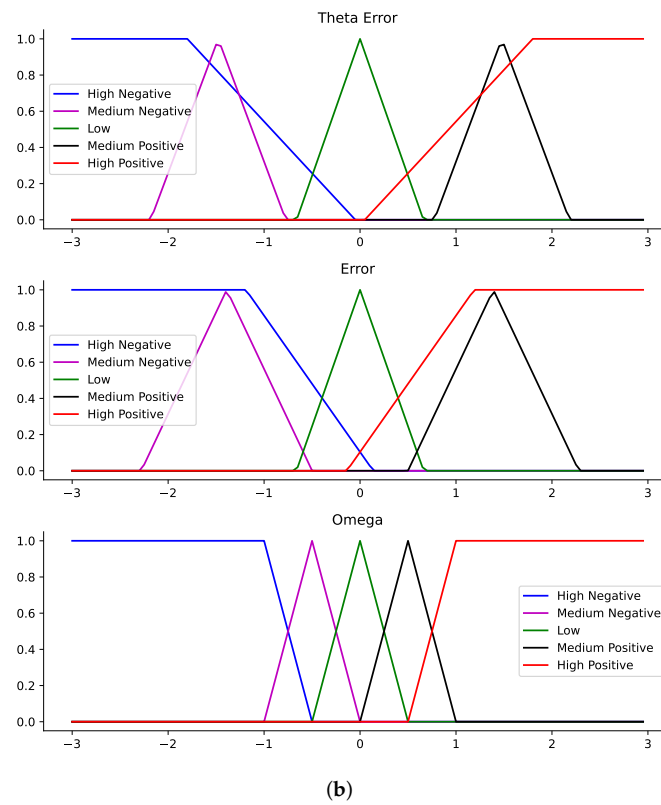 Theta Error
1.0
0.8
0.6
0.4
0.2
0.0
High Negative
Medium Negative
Low
Medium Positive
High Positive
−3 −2 −1 0 1 2 3
Error
1.0
0.8
0.6
0.4
0.2
0.0
High Negative
Medium Negative
Low
Medium Positive
High Positive
−3 −2 −1 0 1 2 3
Omega
1.0
0.8
0.6
0.4
0.2
0.0
High Negative
Medium Negative
Low
Medium Positive
High Positive
−3 −2 −1 0 1 2 3
(b)